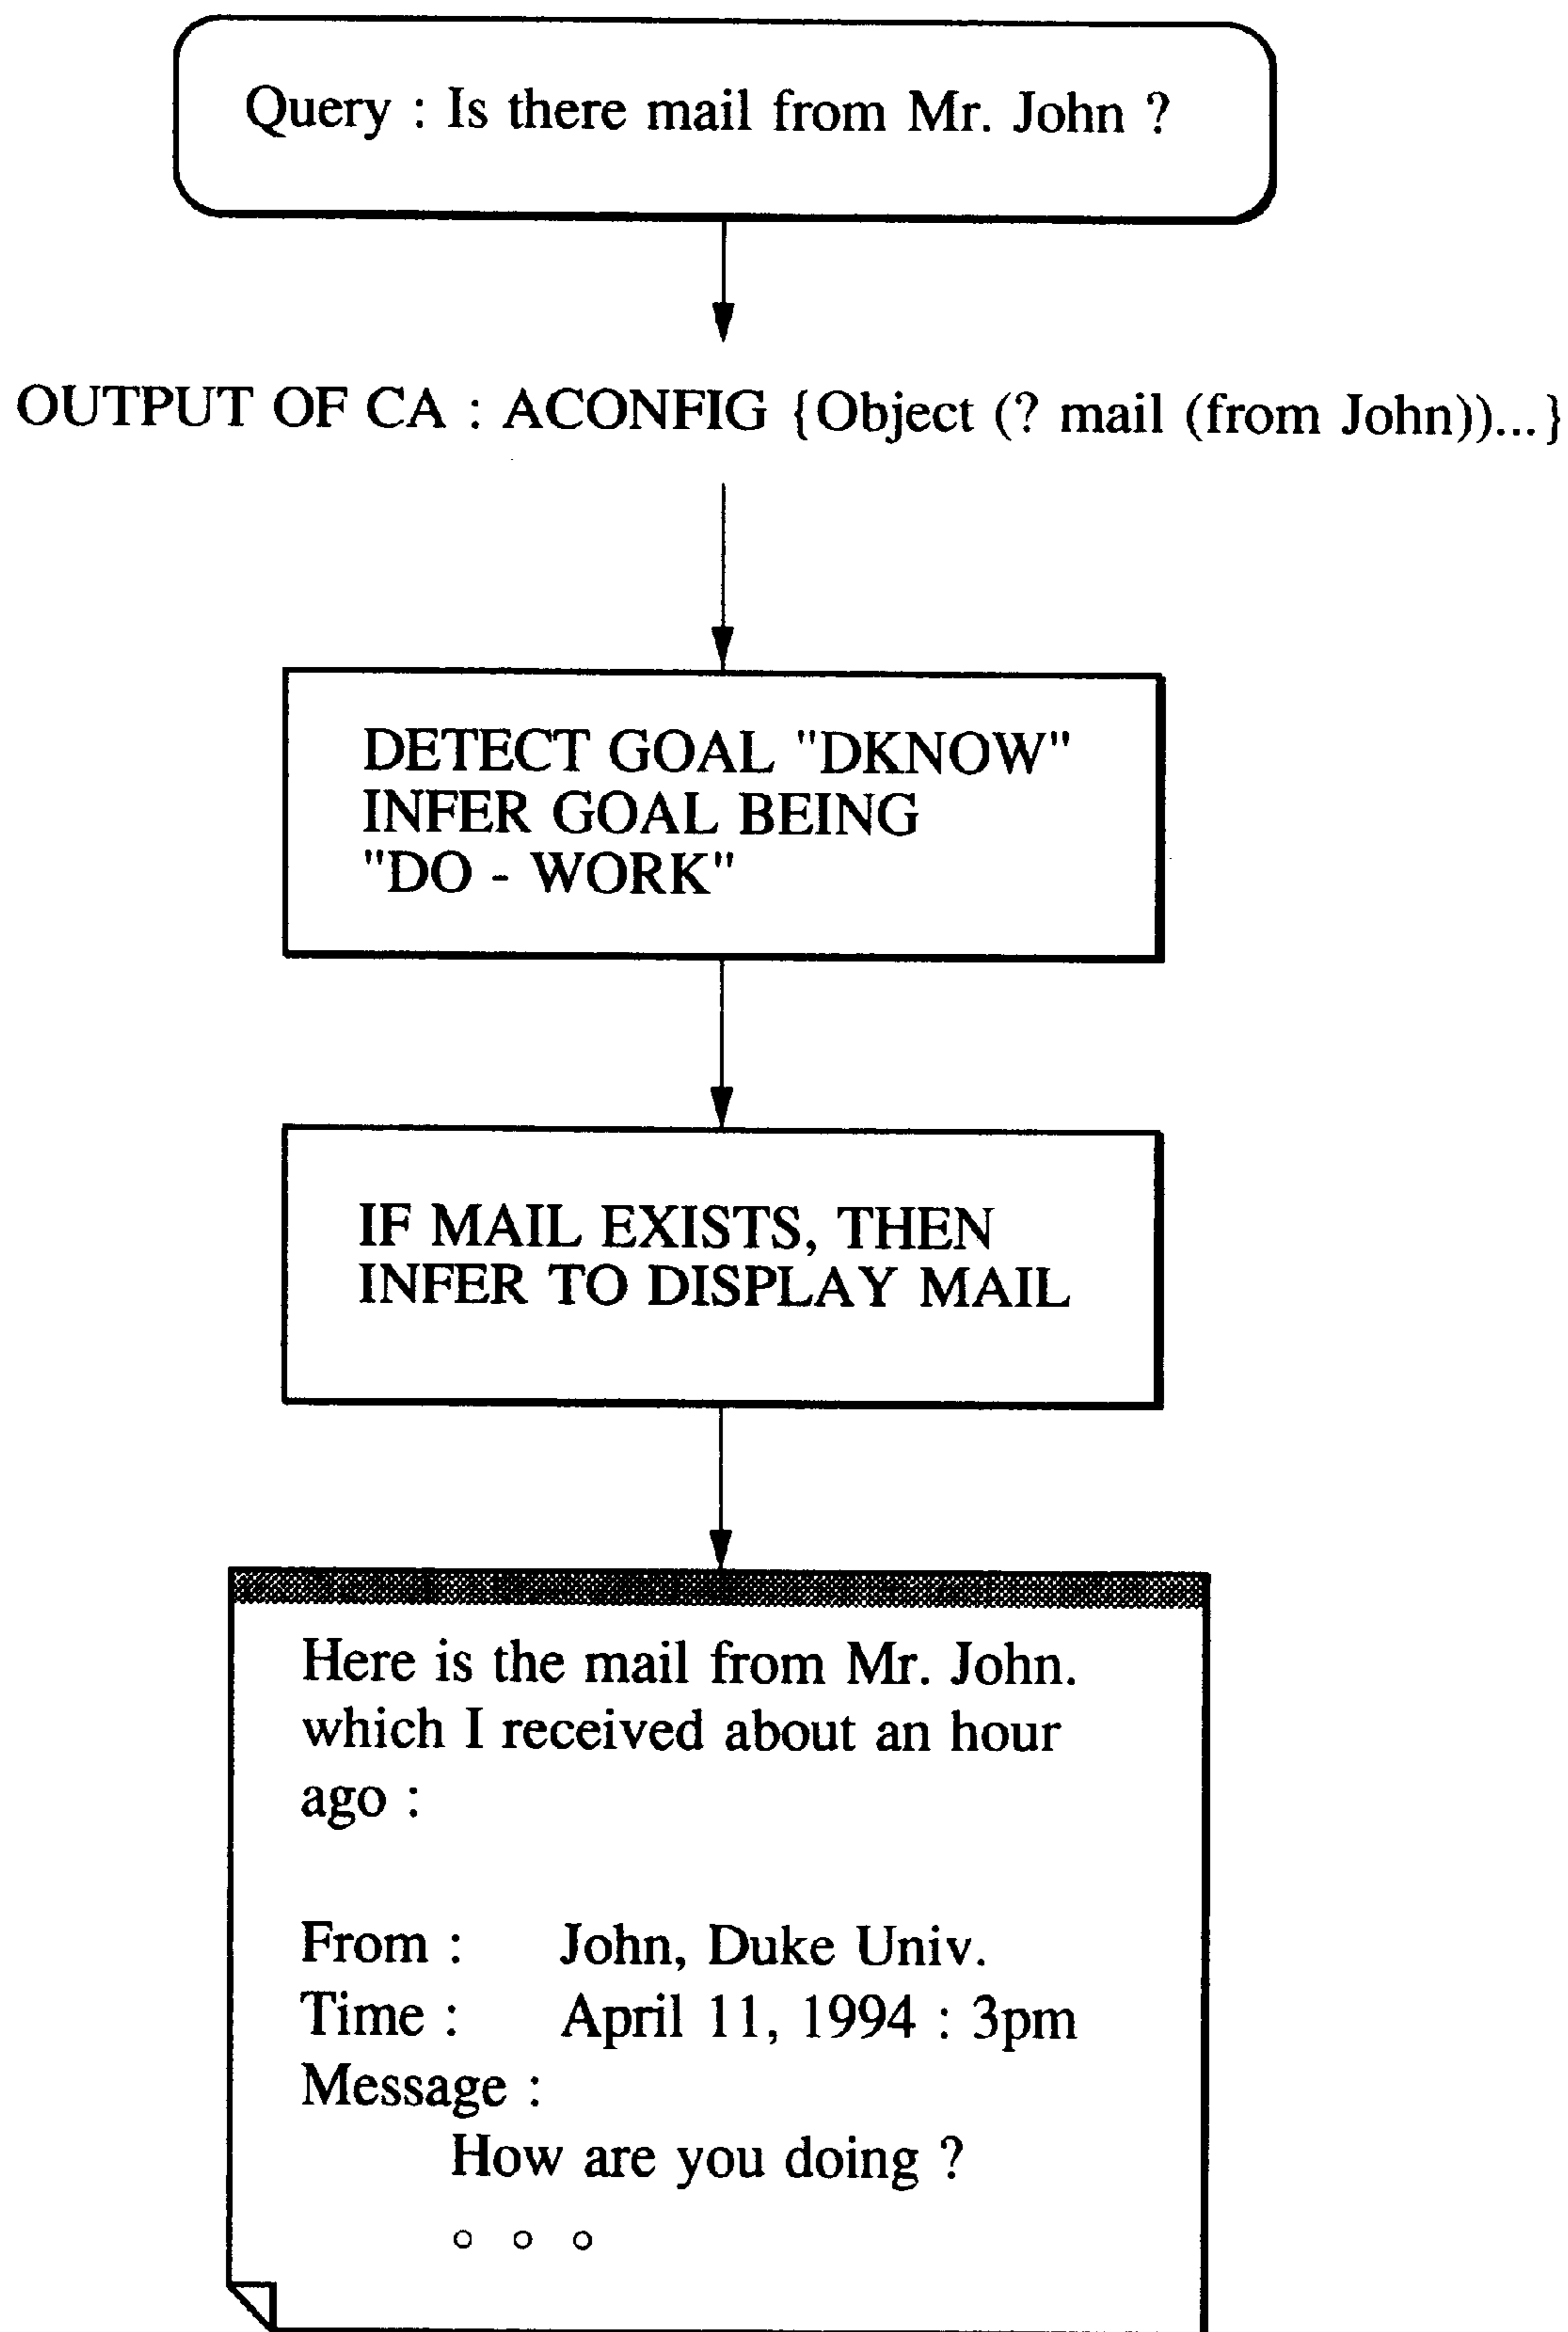 Query : Is there mail from Mr. John ?
OUTPUT OF CA : ACONFIG {Object (? mail (from John))...}
DETECT GOAL "DKNOW"
INFER GOAL BEING
"DO - WORK"
IF MAIL EXISTS, THEN
INFER TO DISPLAY MAIL
Here is the mail from Mr. John.
which I received about an hour
ago :
From : John, Duke Univ.
Time : April 11, 1994 : 3pm
Message :
How are you doing ?